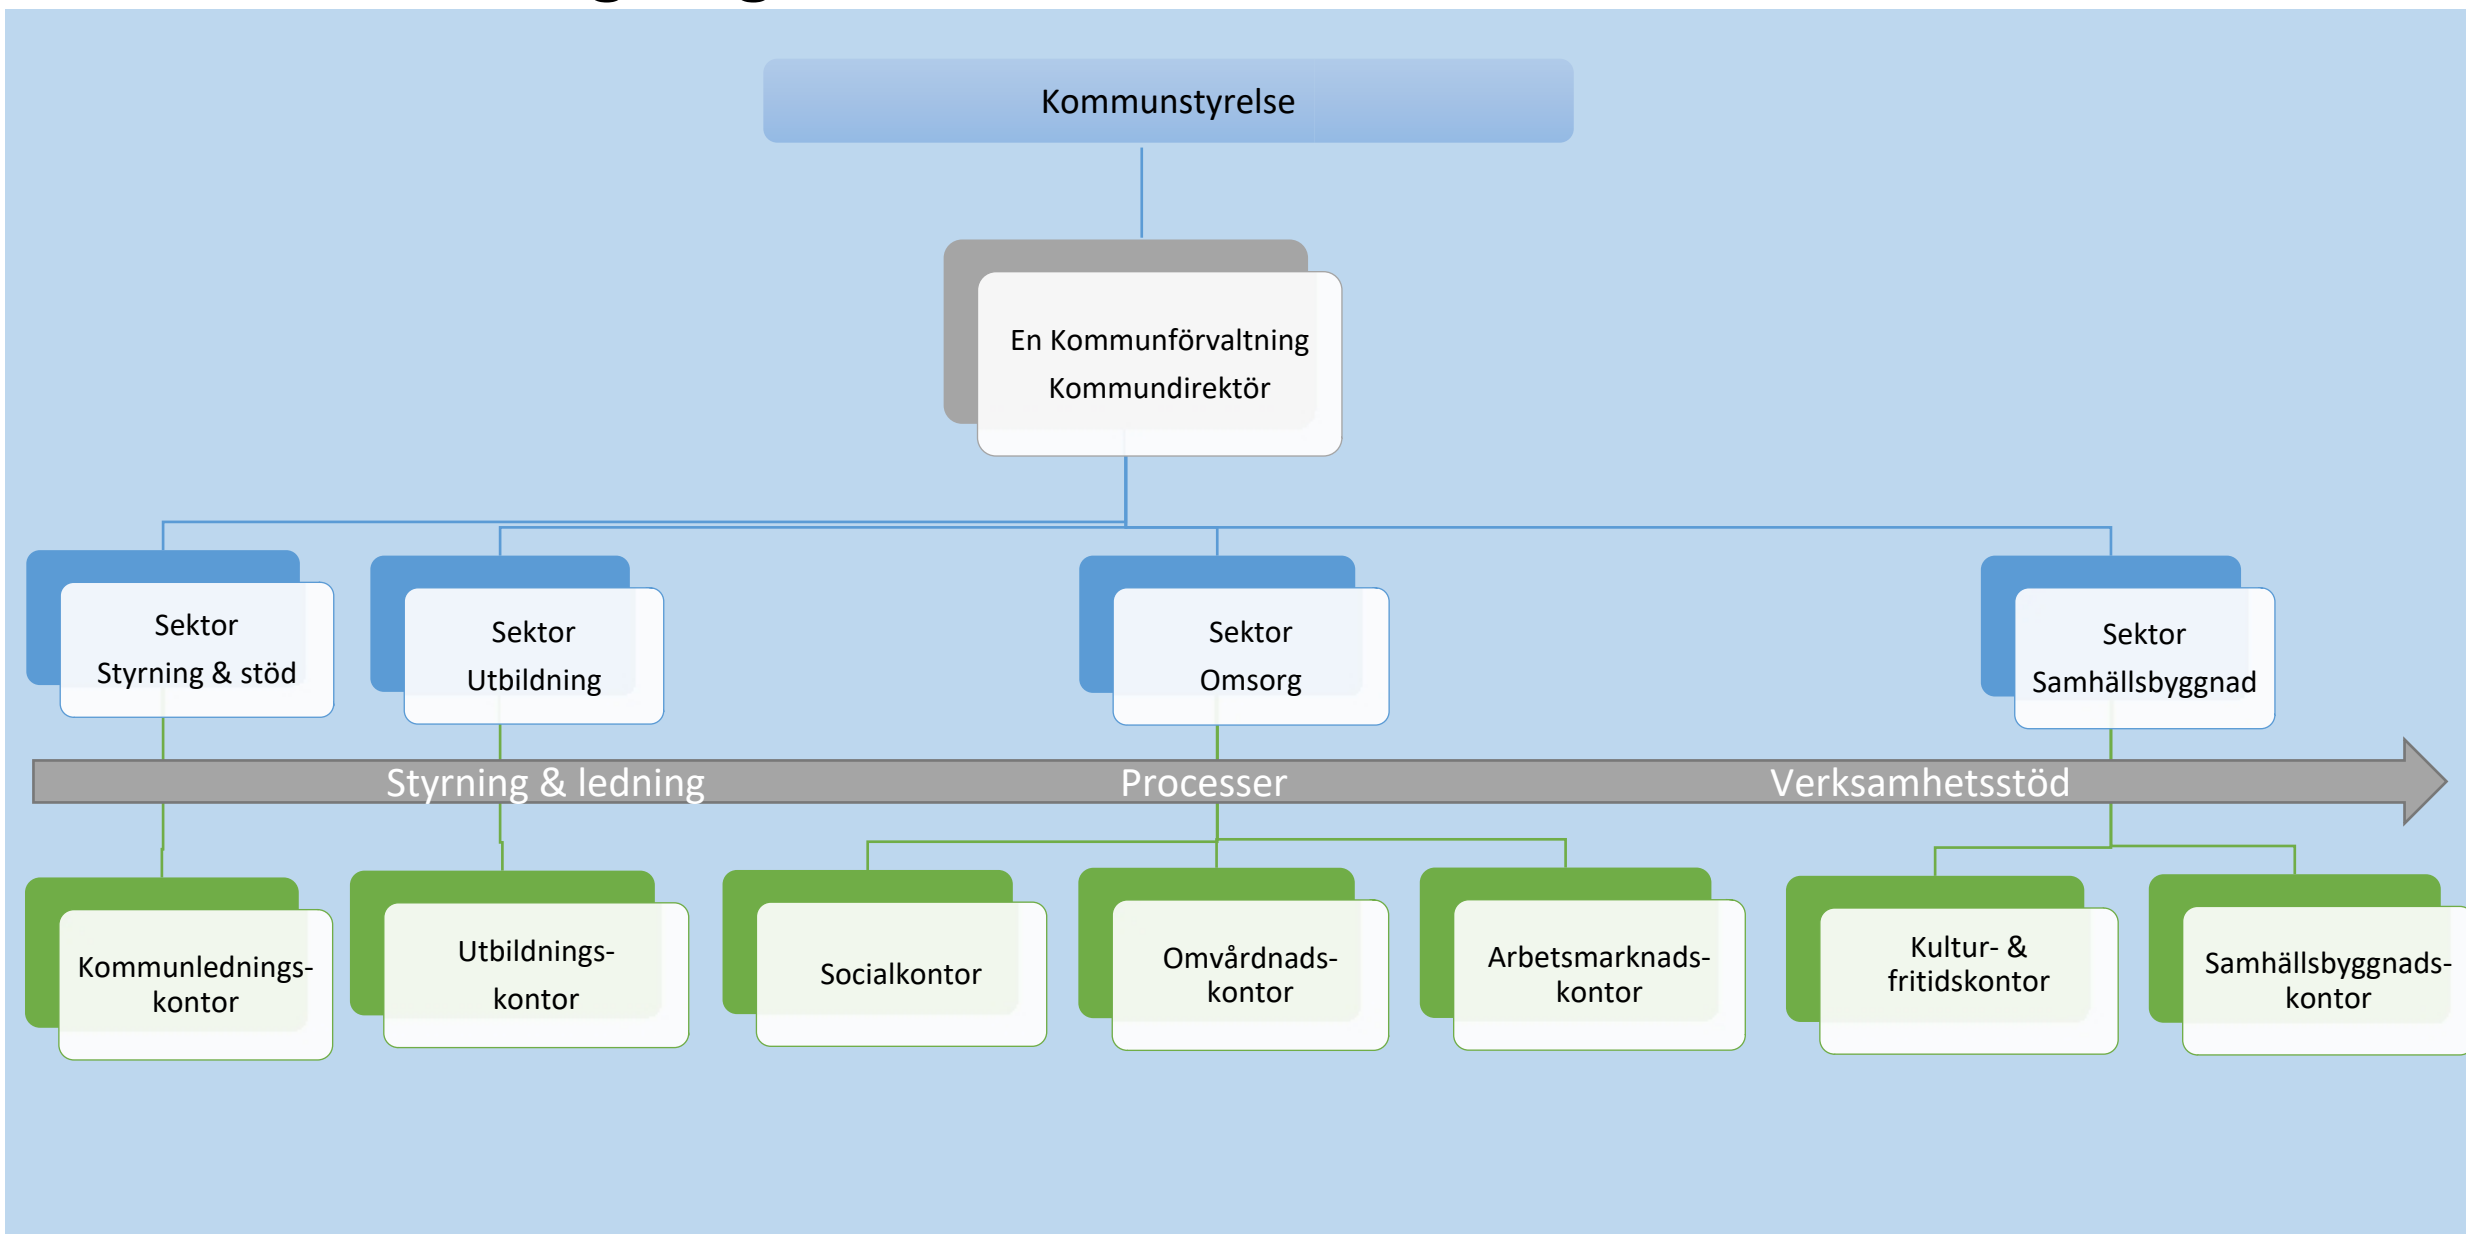 Kommunstyrelse
En Kommunförvaltning
Kommundirektör
Sektor
Styrning & stöd
Sektor
Utbildning
Sektor
Omsorg
Sektor
Samhällsbyggnad
Styrning & ledning
Processer
Verksamhetsstöd
Kommunlednings-
kontor
Utbildnings-
kontor
Socialkontor
Omvårdnads-
kontor
Arbetsmarknads-
kontor
Kultur- &
fritidskontor
Samhällsbyggnads-
kontor